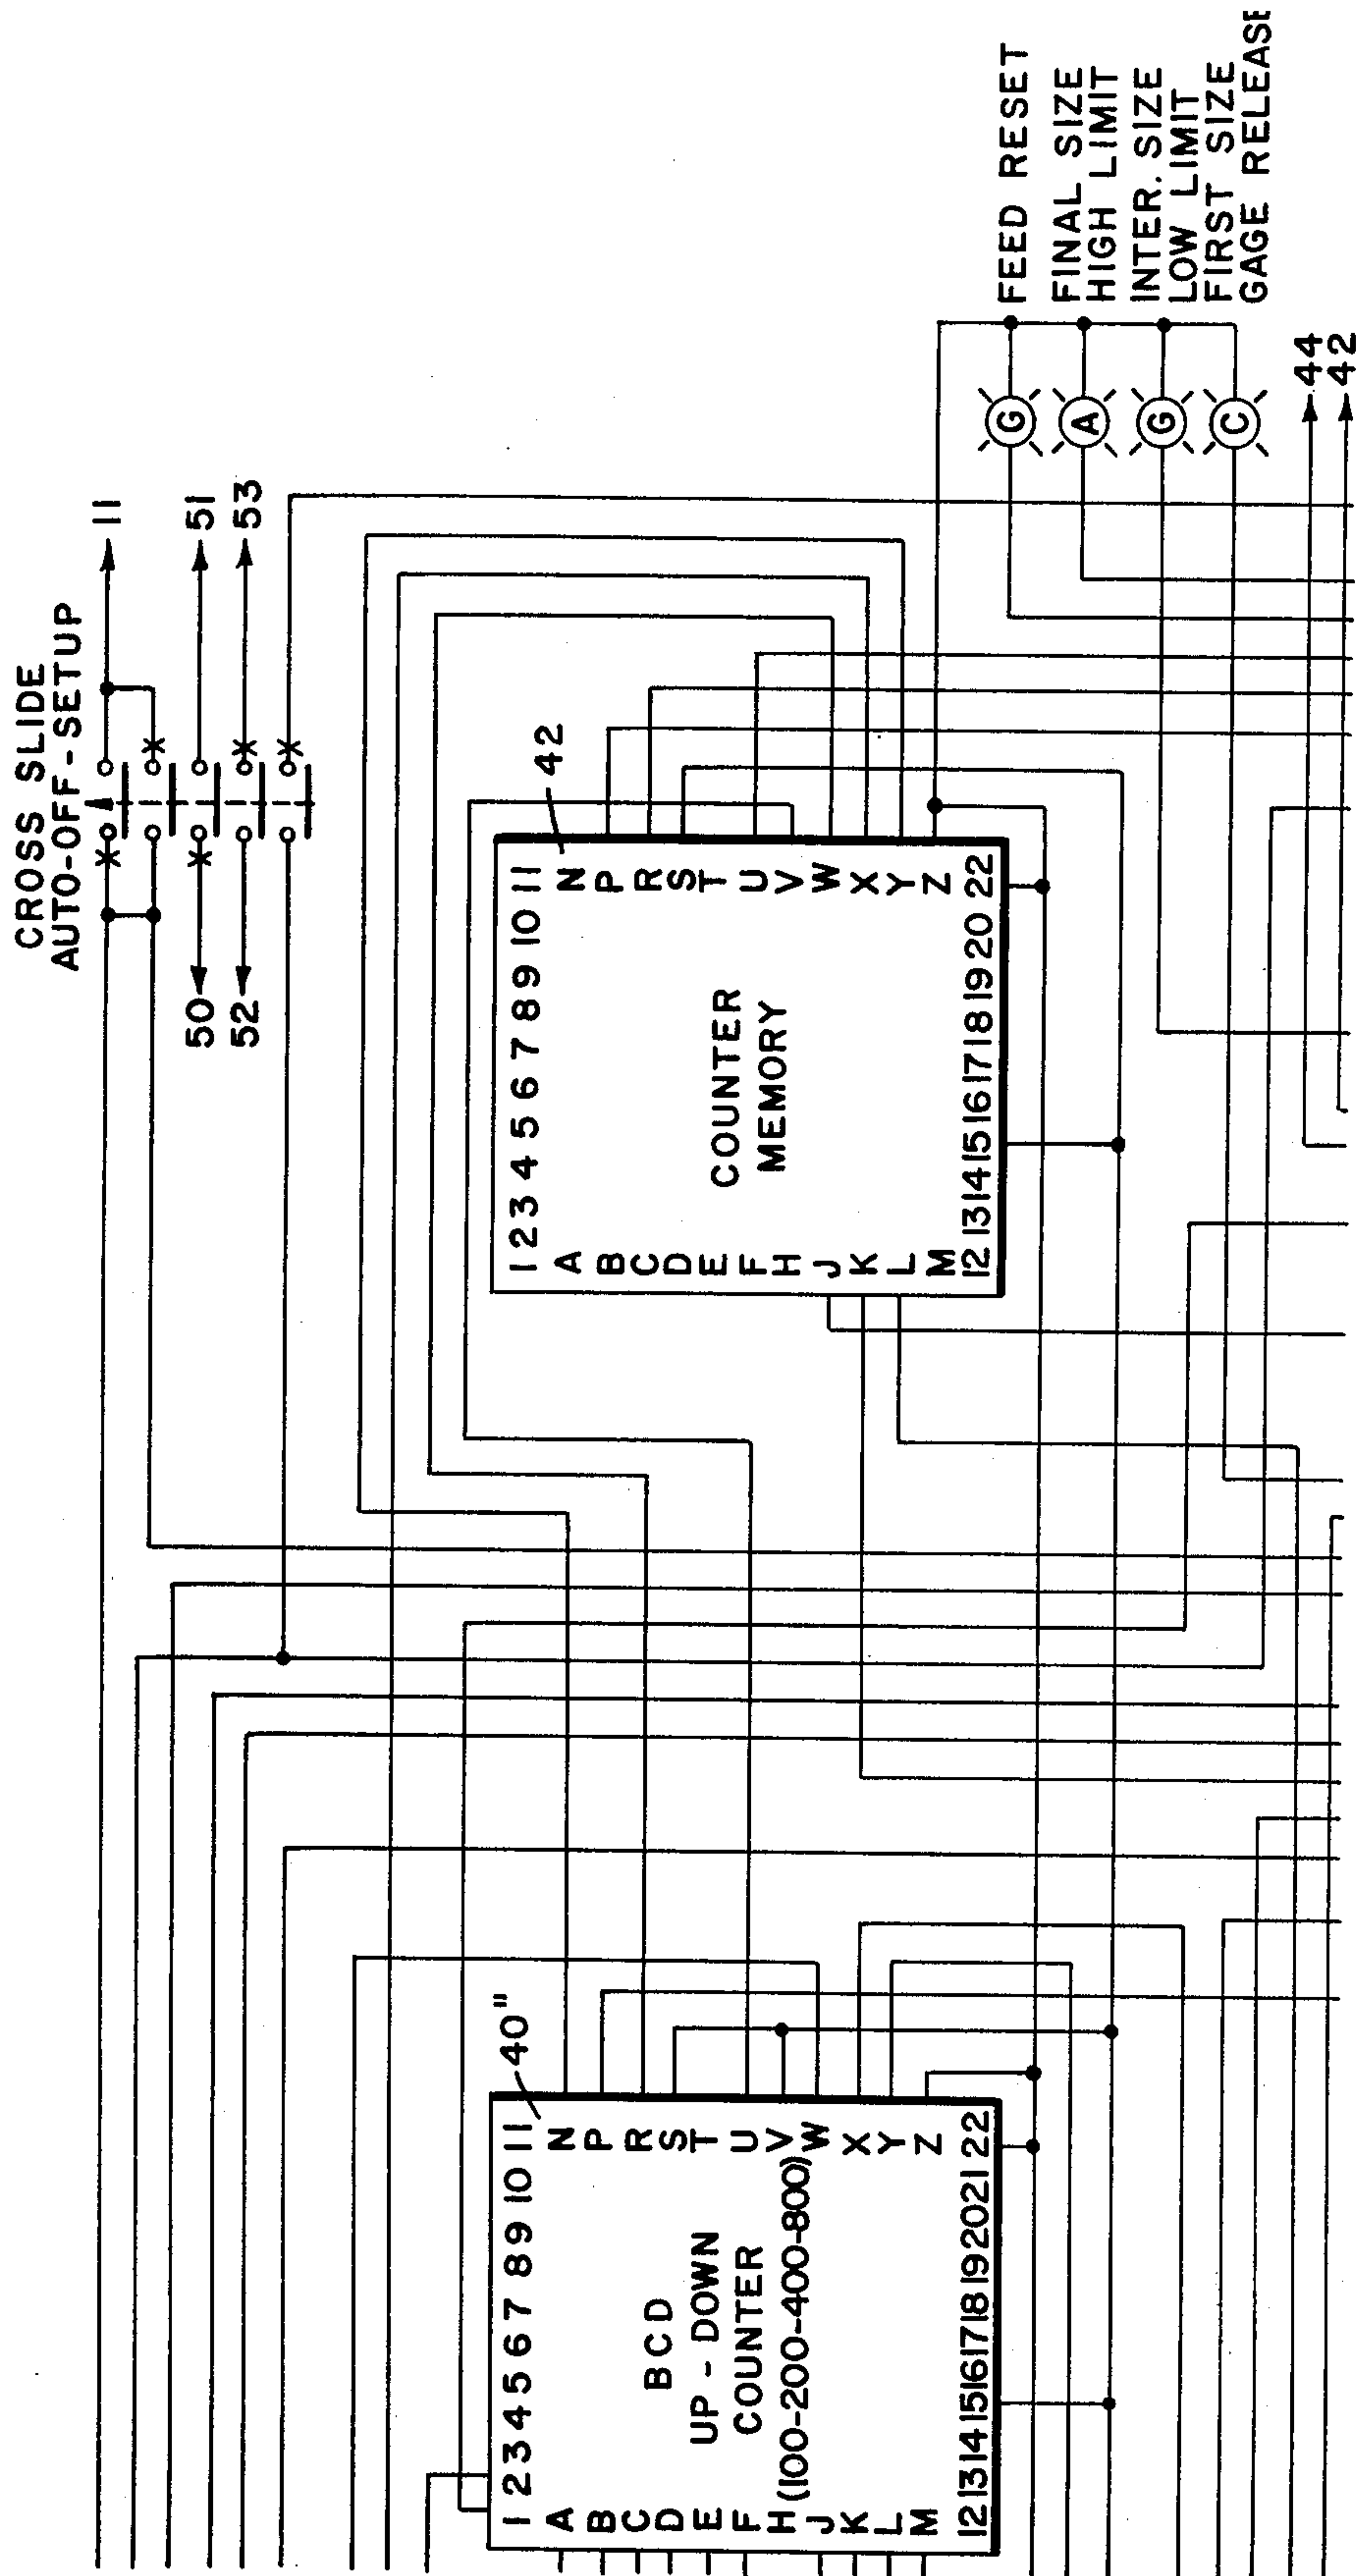 CROSS SLIDE
AUTO-OFF-SETUP
11
50
51
52
53
40"
1 2 3 4 5 6 7 8 9 10 11
A
B
C
D
E
F
H
J
K
L
M
N
P
R
S
T
U
V
W
X
Y
Z
BCD
UP - DOWN
COUNTER
(100-200-400-800)
12 13 14 15 16 17 18 19 20 21 22
42
1 2 3 4 5 6 7 8 9 10 11
A
B
C
D
E
F
H
J
K
L
M
N
P
R
S
T
U
V
W
X
Y
Z
COUNTER
MEMORY
12 13 14 15 16 17 18 19 20 22
G
A
G
C
FEED RESET
FINAL SIZE
HIGH LIMIT
INTER. SIZE
LOW LIMIT
FIRST SIZE
GAGE RELEASE
44
42